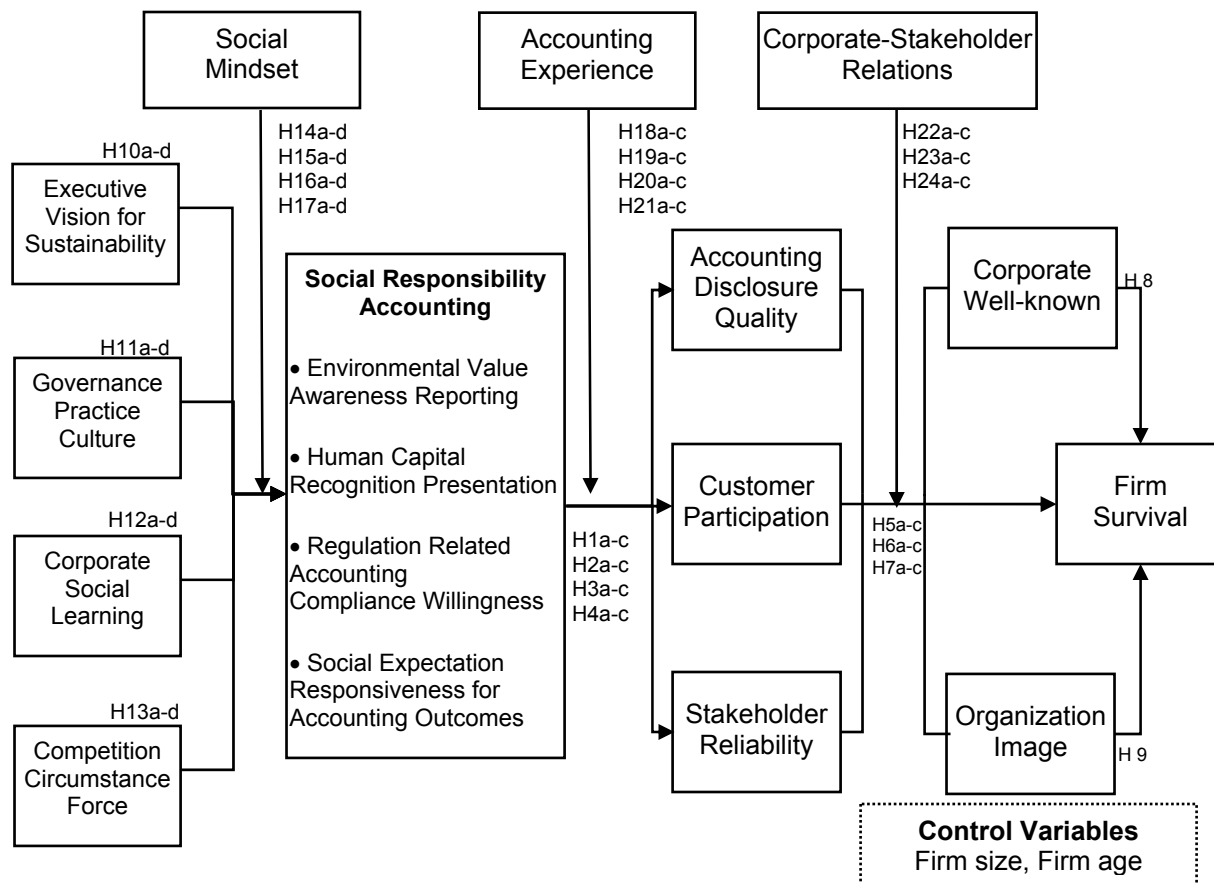 Social
Mindset
Accounting
Experience
Corporate-Stakeholder
Relations
H14a-d
H15a-d
H16a-d
H17a-d
H18a-c
H19a-c
H20a-c
H21a-c
H22a-c
H23a-c
H24a-c
H10a-d
Executive
Vision for
Sustainability
H11a-d
Governance
Practice
Culture
H12a-d
Corporate
Social
Learning
H13a-d
Competition
Circumstance
Force
Social Responsibility
Accounting
• Environmental Value
Awareness Reporting
• Human Capital
Recognition Presentation
• Regulation Related
Accounting
Compliance Willingness
• Social Expectation
Responsiveness for
Accounting Outcomes
H1a-c
H2a-c
H3a-c
H4a-c
Accounting
Disclosure
Quality
Customer
Participation
Stakeholder
Reliability
H5a-c
H6a-c
H7a-c
Corporate
Well-known
H 8
Firm
Survival
Organization
Image
H 9
Control Variables
Firm size, Firm age